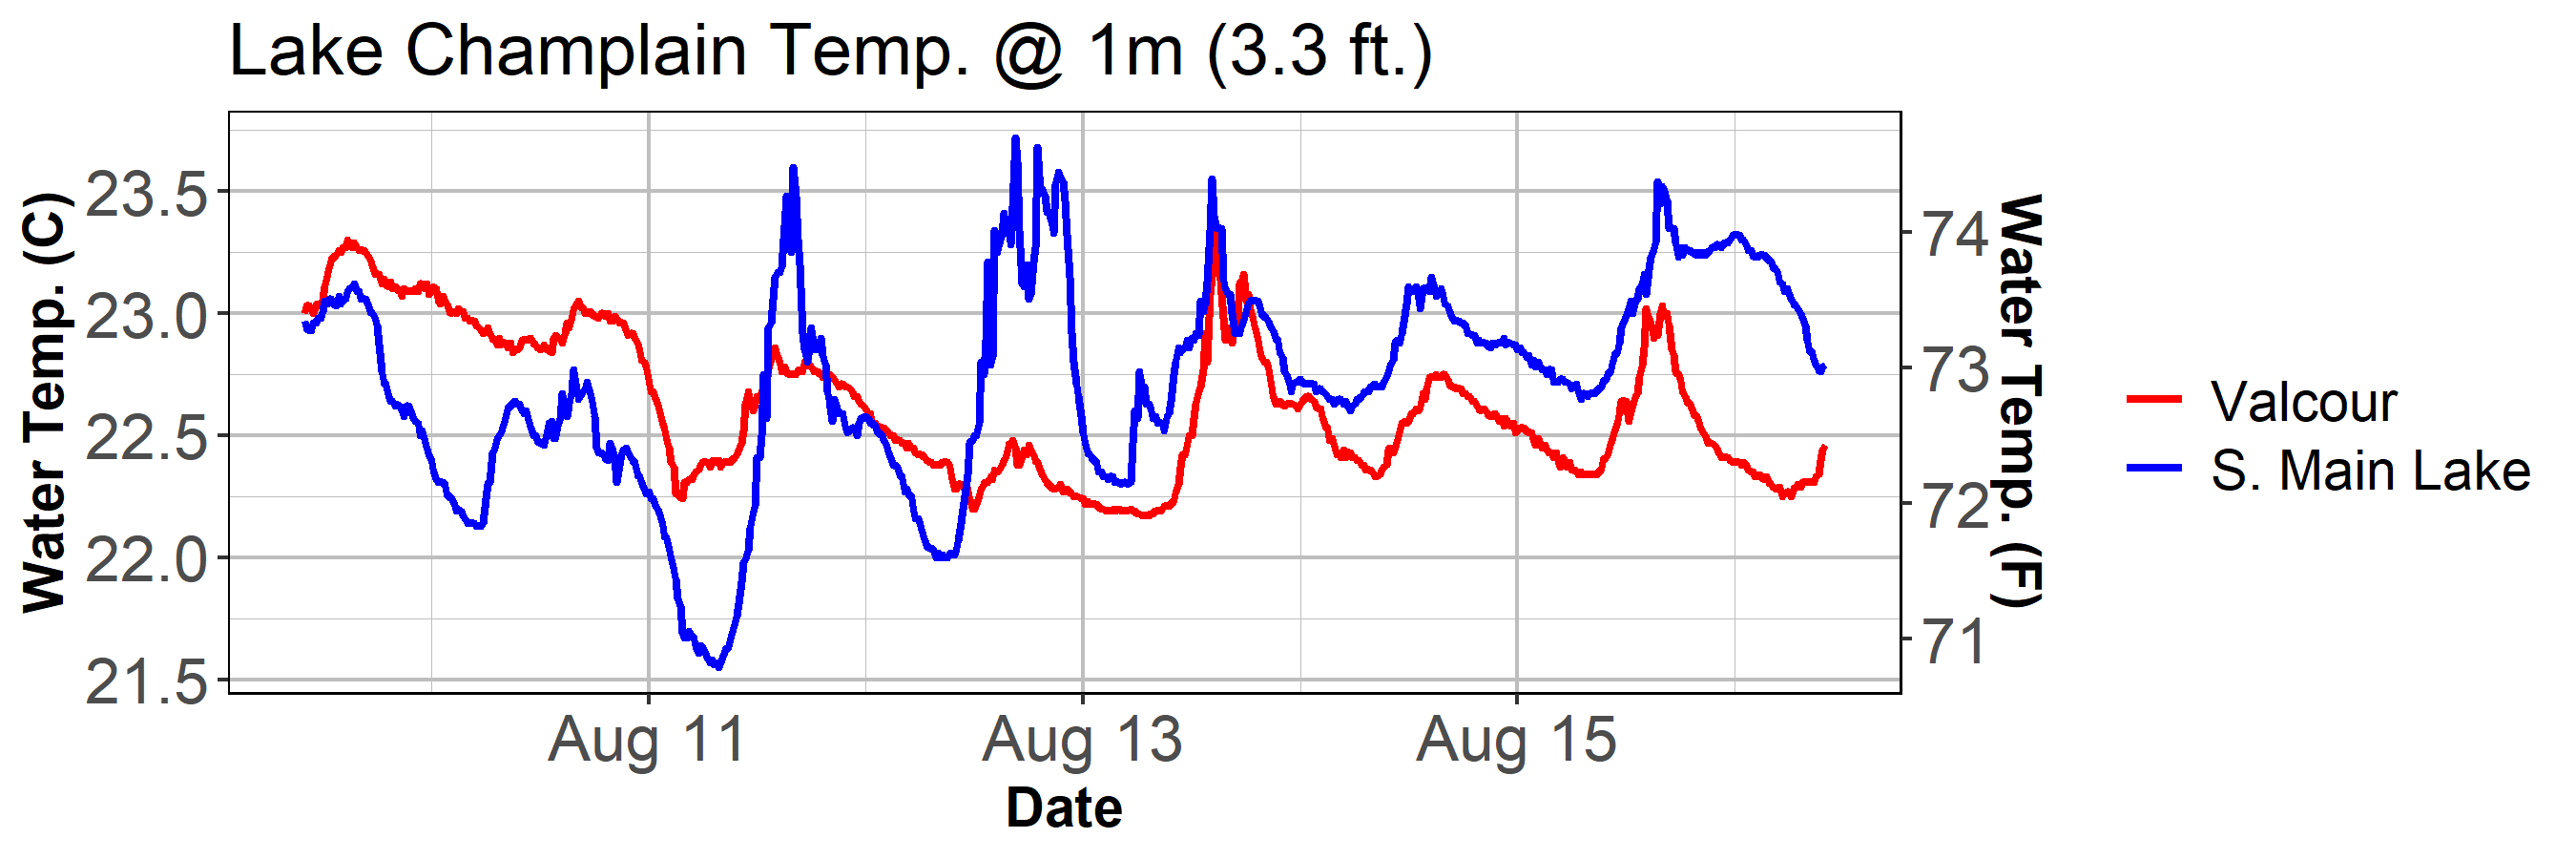 Lake Champlain Temp. @ 1m (3.3 ft.)
Water Temp. (C)
23.5
23.0
22.5
22.0
21.5
74
73
72
71
Water Temp. (F)
Aug 11
Aug 13
Aug 15
Date
Valcour
S. Main Lake